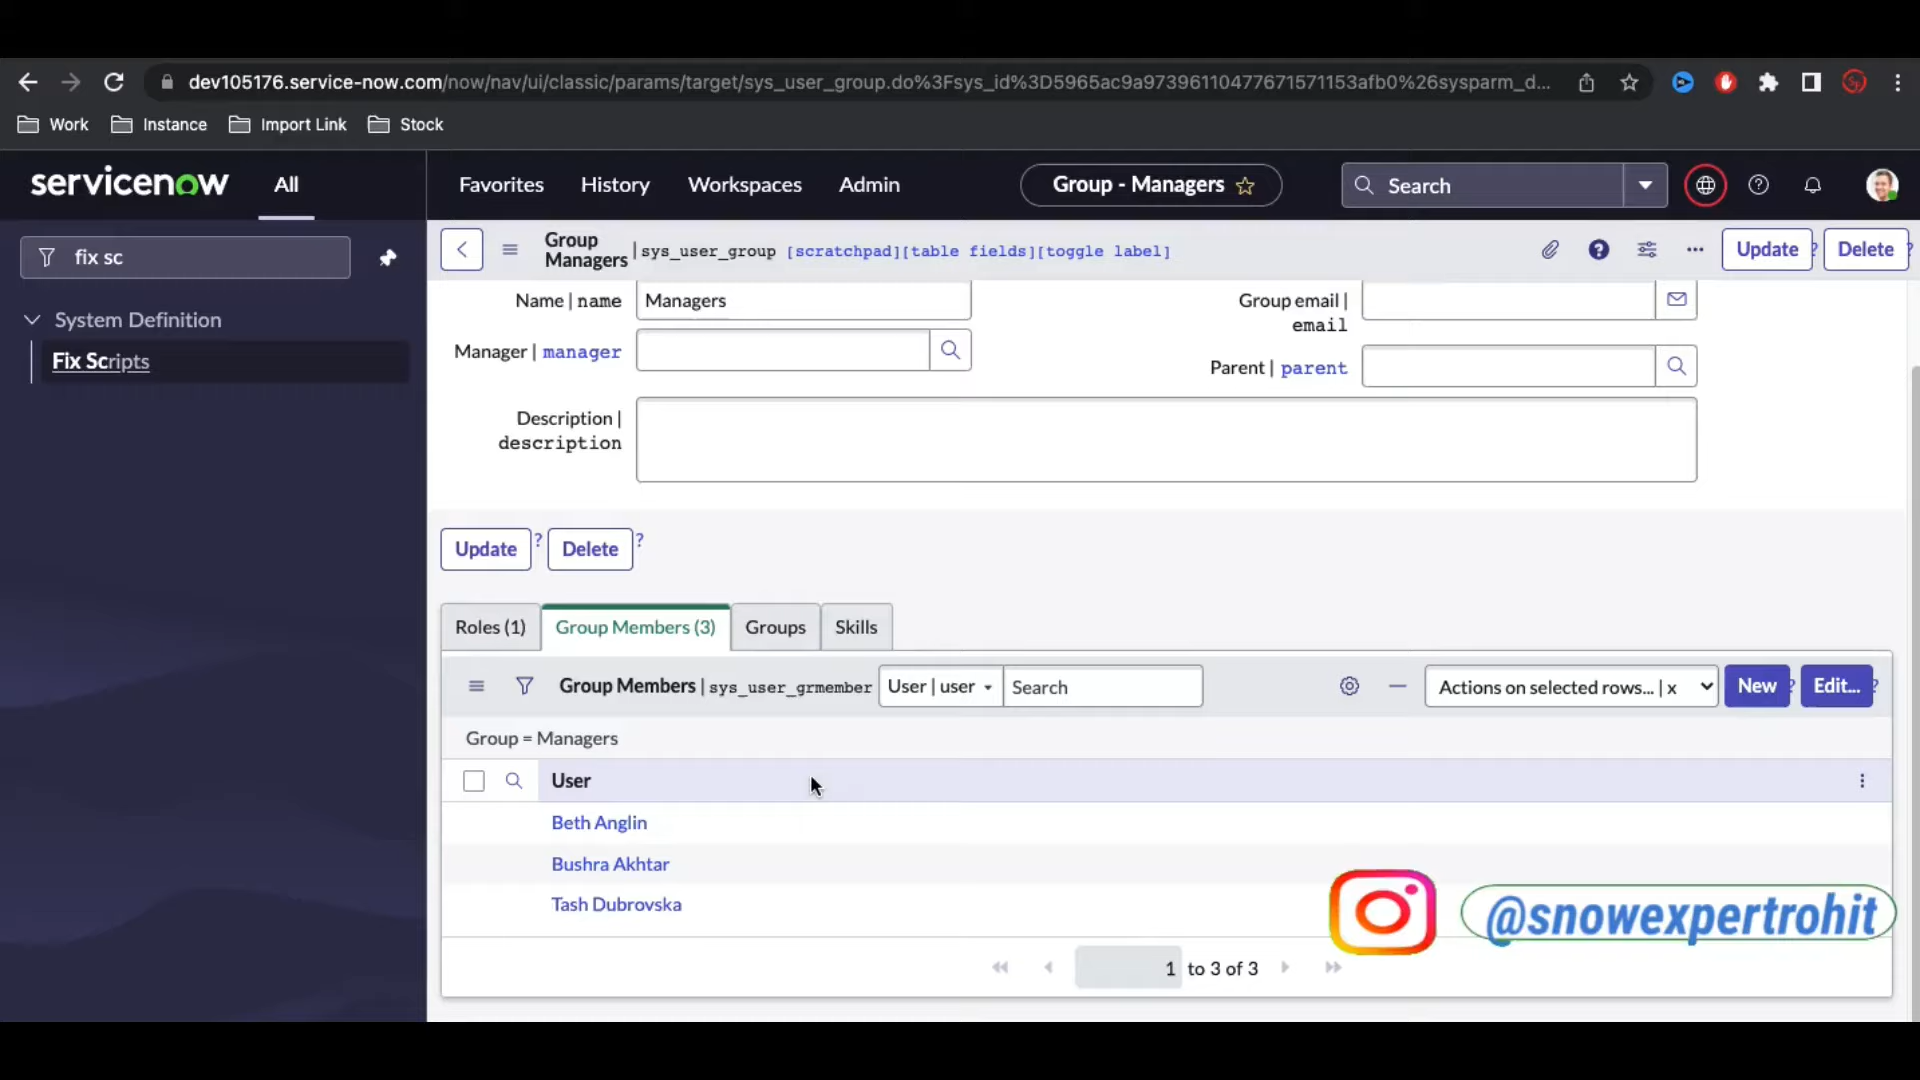 dev105176.service-now.com/now/nav/ui/classic/params/target/sys_user_group.do%3Fsys_id%3D5965ac9a97396110477671571153afb0%26sysparm_d...
Work Instance Import Link Stock
servicenow All Favorites History Workspaces Admin Group - Managers Search
fix sc
System Definition
Fix Scripts
Group
Managers | sys_user_group [scratchpad][table fields][toggle label] Update ? Delete ?
Name | name Managers
Group email |
email
Manager | manager
Parent | parent
Description |
description
Update ? Delete ?
Roles (1) Group Members (3) Groups Skills
Group Members | sys_user_grmember User | user Search Actions on selected rows... | x New ? Edit... ?
Group = Managers
User
Beth Anglin
Bushra Akhtar
Tash Dubrovska
@snowexpertrohit
1 to 3 of 3